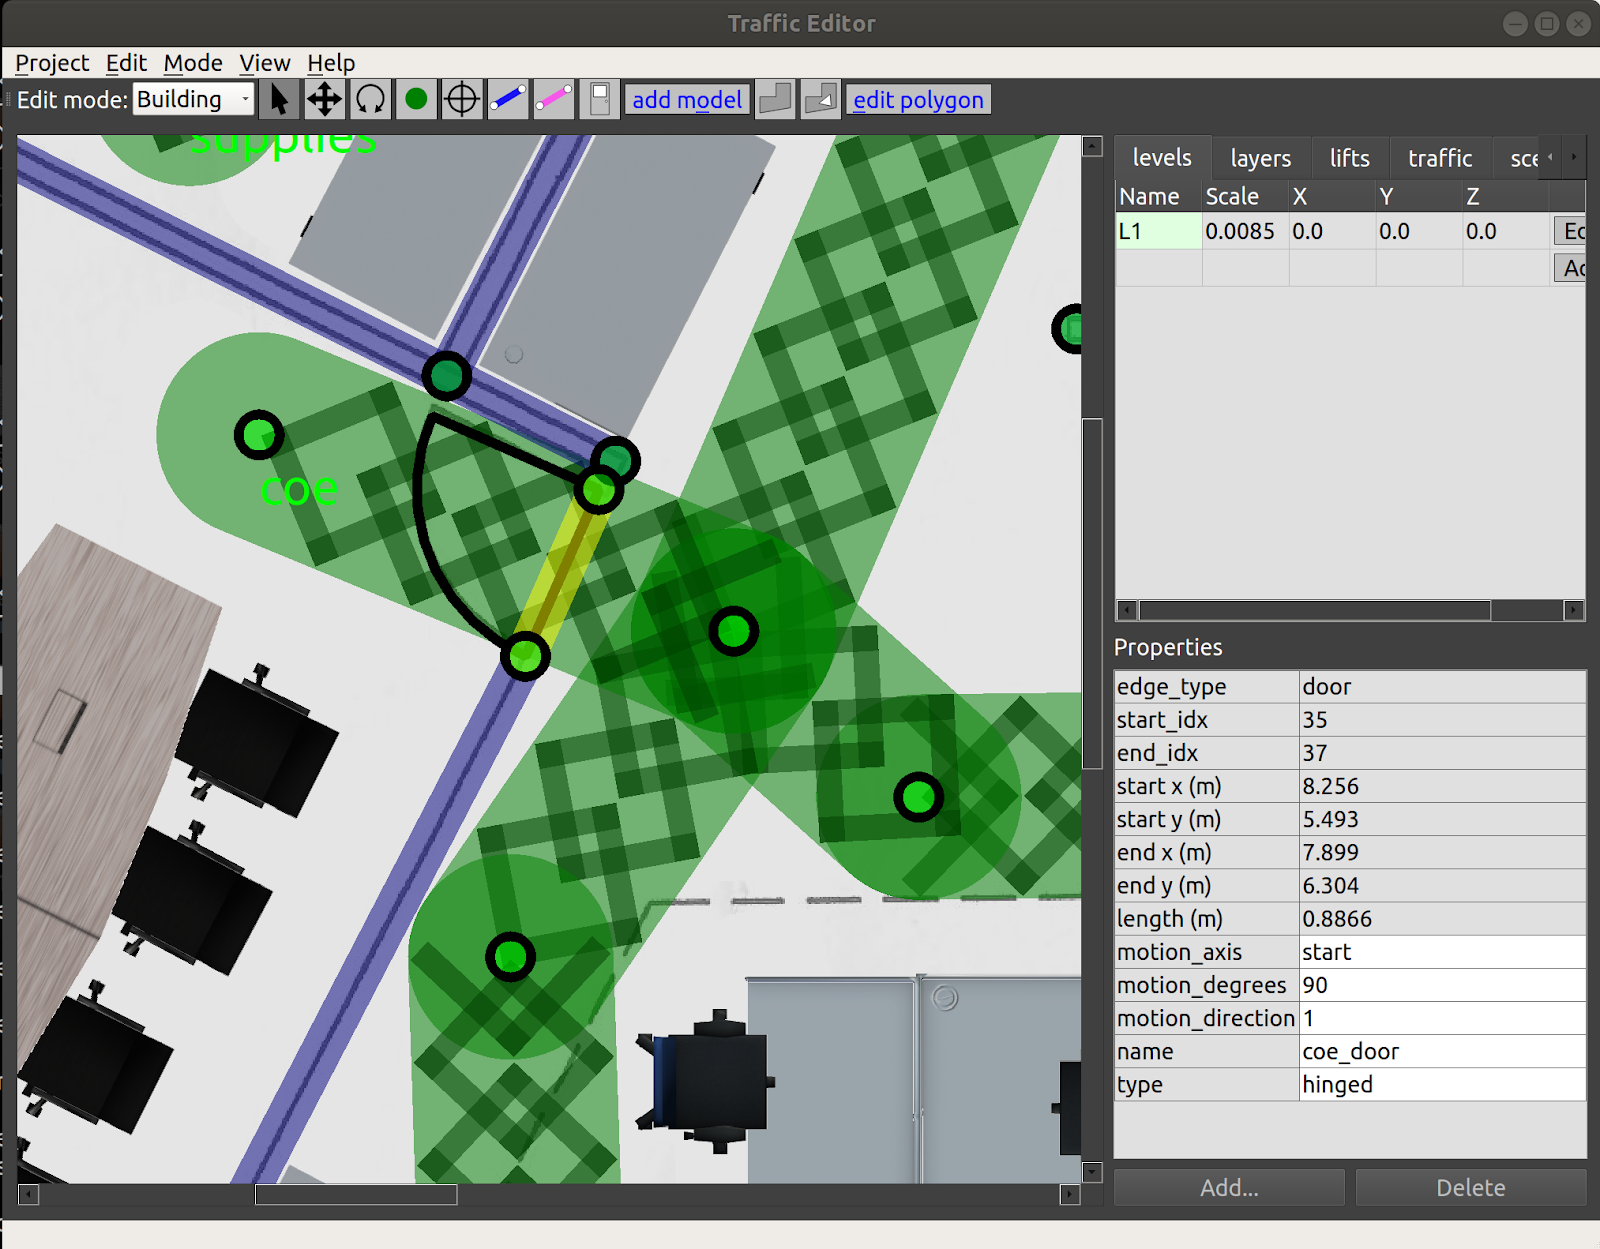 Traffic Editor
Project Edit Mode View Help
Edit mode: Building add model edit polygon
supplies
coe
levels layers lifts traffic sce
Name Scale X Y Z
L1 0.0085 0.0 0.0 0.0 Ec
Ac
Properties
edge_type door
start_idx 35
end_idx 37
start x (m) 8.256
start y (m) 5.493
end x (m) 7.899
end y (m) 6.304
length (m) 0.8866
motion_axis start
motion_degrees 90
motion_direction 1
name coe_door
type hinged
Add... Delete